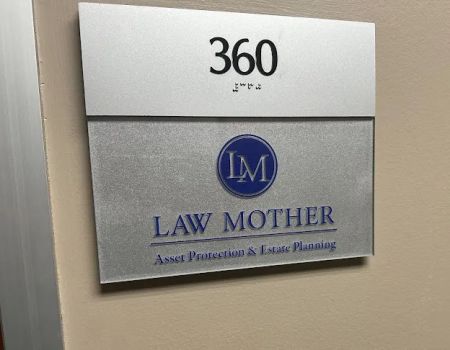 360
LM
LAW MOTHER
Asset Protection & Estate Planning